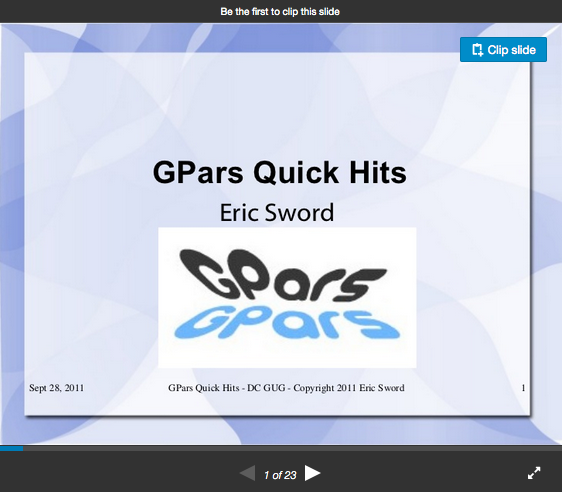 Be the first to clip this slide
Clip slide
GPars Quick Hits
Eric Sword
GPars
GPars
Sept 28, 2011 GPars Quick Hits - DC GUG - Copyright 2011 Eric Sword 1
1 of 23